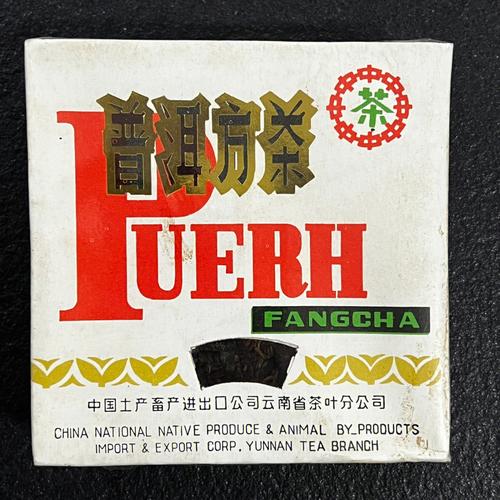 普洱方茶
茶
PUERH
FANGCHA
中国土产畜产进出口公司云南省茶叶分公司
CHINA NATIONAL NATIVE PRODUCE & ANIMAL BY_PRODUCTS
IMPORT & EXPORT CORP. YUNNAN TEA BRANCH